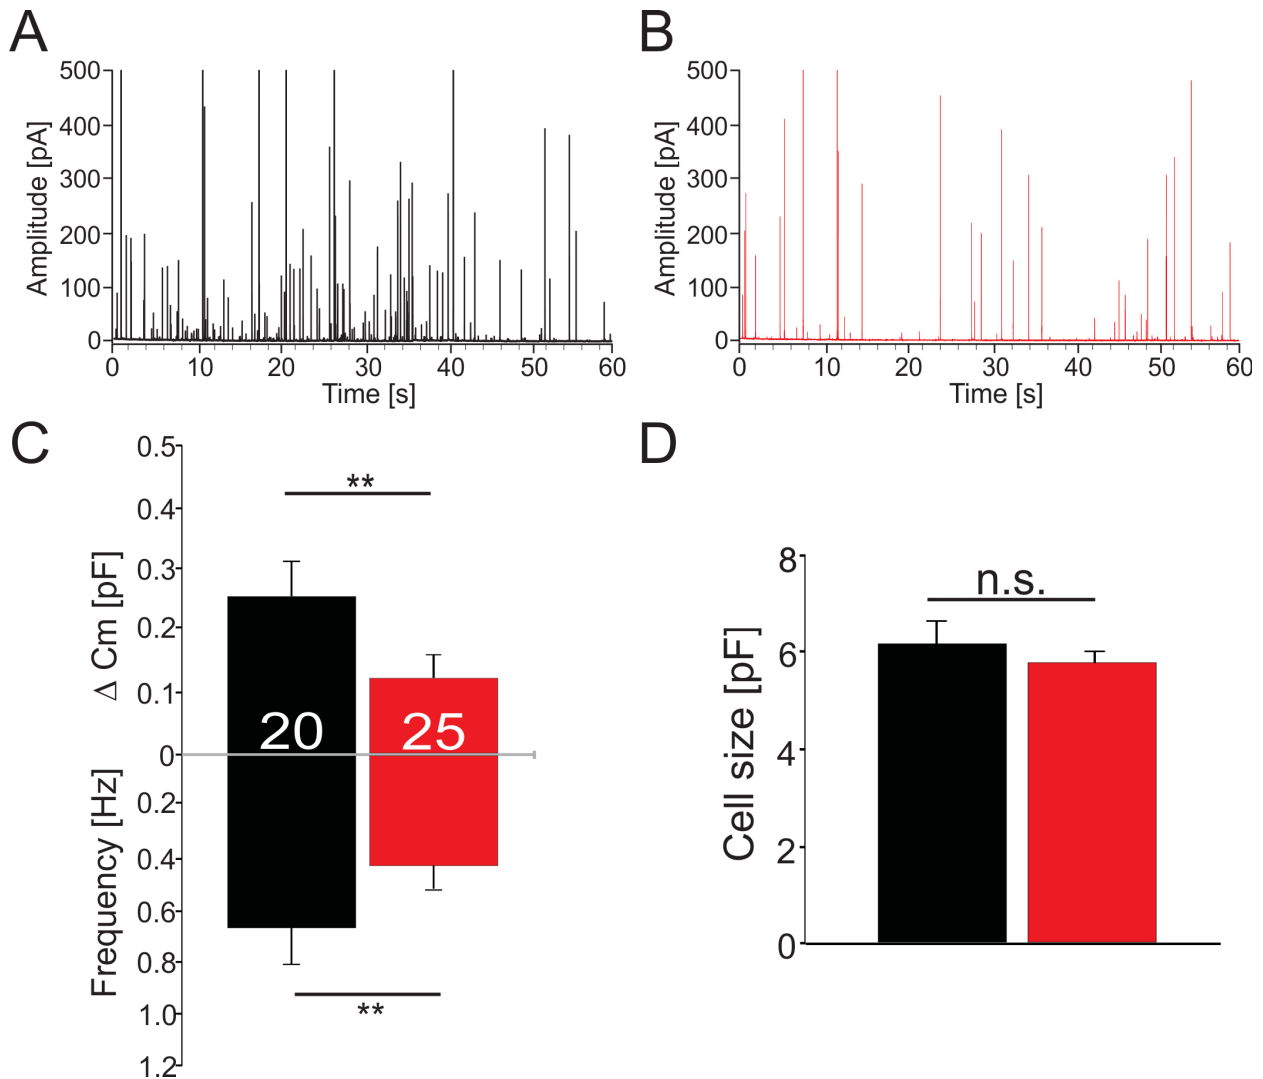 A
500
400
300
200
100
0
Amplitude [pA]
0 10 20 30 40 50 60
Time [s]
B
500
400
300
200
100
0
Amplitude [pA]
0 10 20 30 40 50 60
Time [s]
C
0.5
0.4
0.3
0.2
0.1
0
0.2
0.4
0.6
0.8
1.0
1.2
Δ Cm [pF]
Frequency [Hz]
**
20 25
**
D
8
6
4
2
0
Cell size [pF]
n.s.